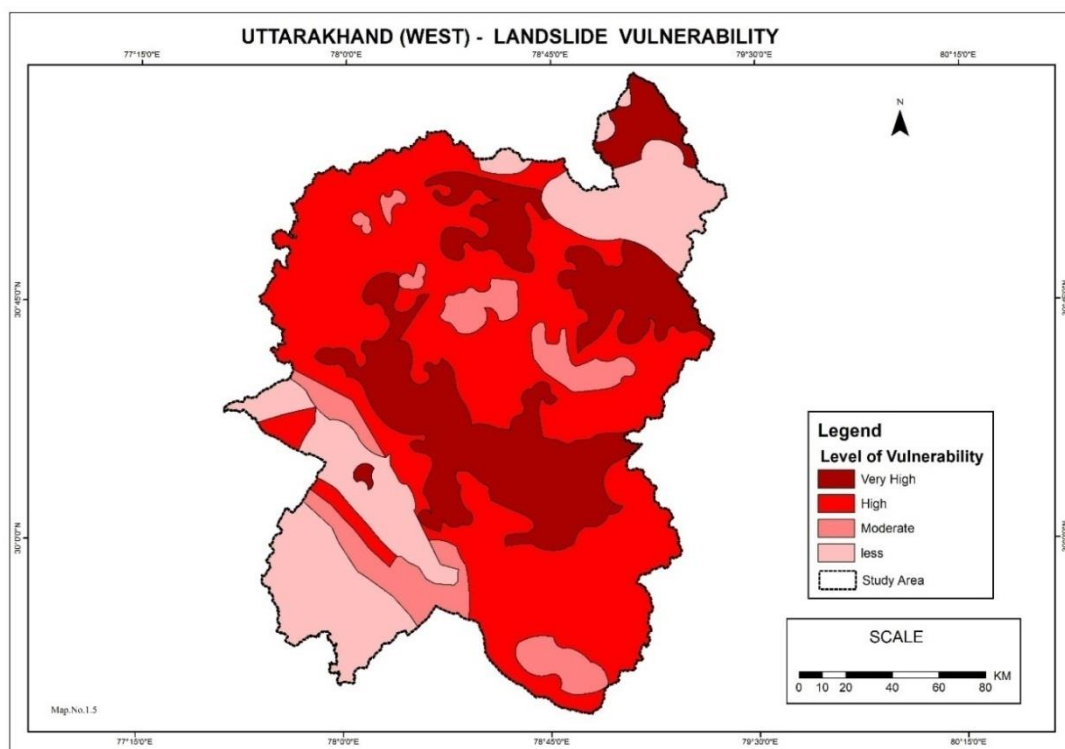 UTTARAKHAND (WEST) - LANDSLIDE VULNERABILITY
77°15'0"E 78°0'0"E 78°45'0"E 79°30'0"E 80°15'0"E
N
30°45'0"N
30°0'0"N
Legend
Level of Vulnerability
Very High
High
Moderate
less
Study Area
SCALE
KM
0 10 20 40 60 80
Map.No.1.5
77°15'0"E 78°0'0"E 78°45'0"E 79°30'0"E 80°15'0"E